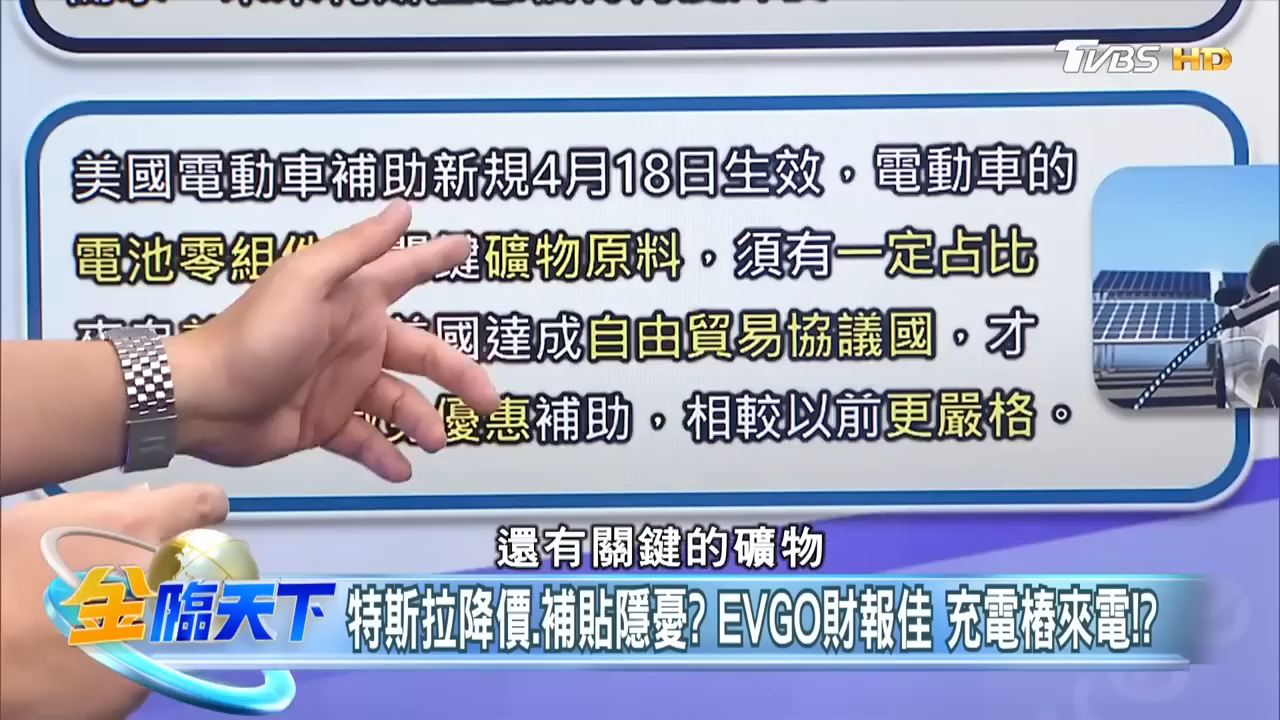 TVBS HD
美國電動車補助新規4月18日生效,電動車的
電池零組 鍵礦物原料,須有一定占比
國達成自由貿易協議國,才
優惠補助,相較以前更嚴格。
還有關鍵的礦物
金臨天下
特斯拉降價.補貼隱憂? EVGO財報佳 充電樁來電!?